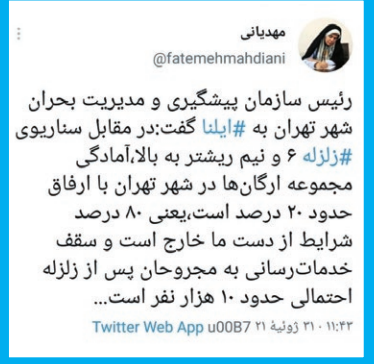 مهدیانی
@fatemehmahdiani
رئیس سازمان پیشگیری و مدیریت بحران
شهر تهران به #ایلنا گفت:در مقابل سناریوی
#زلزله ۶ و نیم ریشتر به بالا،آمادگی
مجموعه ارگان‌ها در شهر تهران با ارفاق
حدود ۲۰ درصد است،یعنی ۸۰ درصد
شرایط از دست ما خارج است و سقف
خدمات‌رسانی به مجروحان پس از زلزله
احتمالی حدود ۱۰ هزار نفر است...
۱۱:۴۳ · ۳۱ ژوئیهٔ ۲۱ u00B7 Twitter Web App